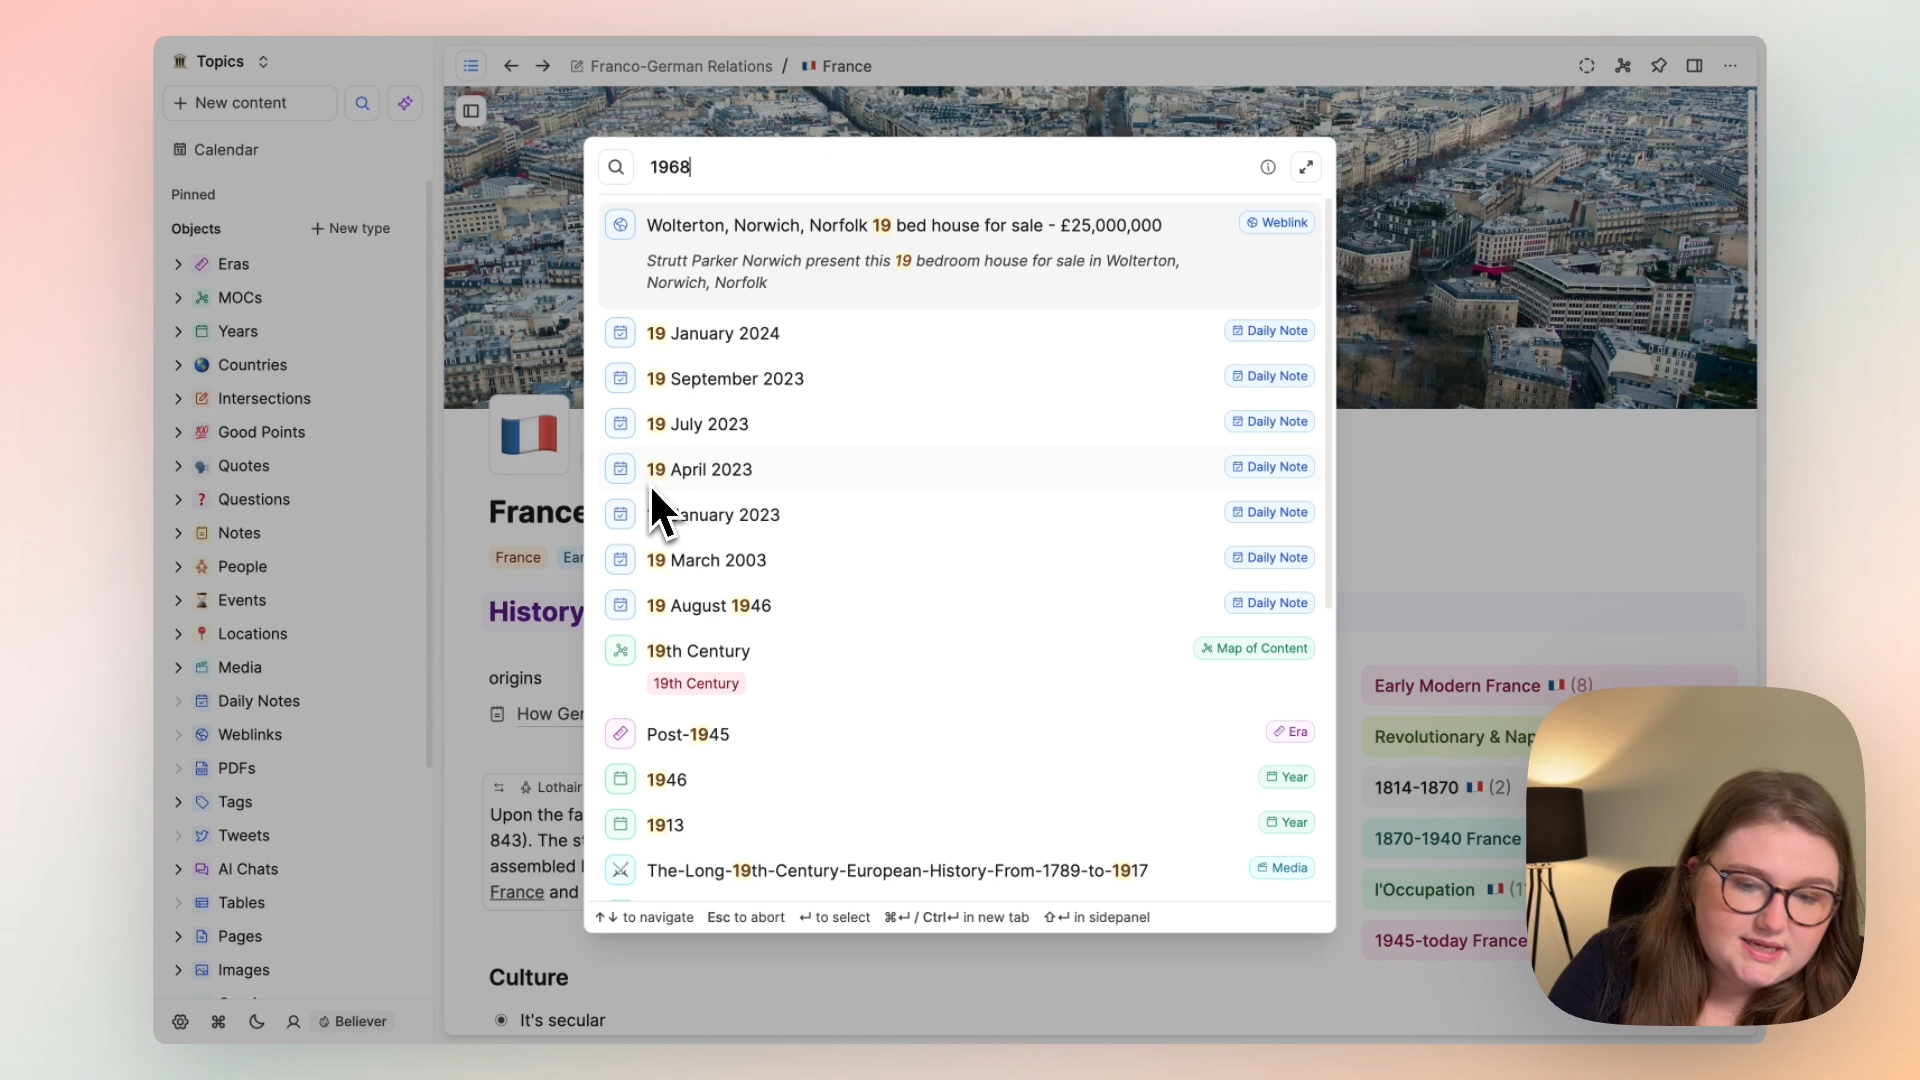 Topics
New content
Calendar
Pinned
Objects
New type
Eras
MOCs
Years
Countries
Intersections
Good Points
Quotes
Questions
Notes
People
Events
Locations
Media
Daily Notes
Weblinks
PDFs
Tags
Tweets
AI Chats
Tables
Pages
Images
Believer
Franco-German Relations / France
1968
Wolterton, Norwich, Norfolk 19 bed house for sale - £25,000,000
Weblink
Strutt Parker Norwich present this 19 bedroom house for sale in Wolterton,
Norwich, Norfolk
19 January 2024
Daily Note
19 September 2023
Daily Note
19 July 2023
Daily Note
19 April 2023
Daily Note
January 2023
Daily Note
19 March 2003
Daily Note
19 August 1946
Daily Note
19th Century
Map of Content
19th Century
Post-1945
Era
1946
Year
1913
Year
The-Long-19th-Century-European-History-From-1789-to-1917
Media
↑↓ to navigate Esc to abort ↵ to select ⌘↵ / Ctrl↵ in new tab ⇧↵ in sidepanel
France
France
History
origins
How
Lothair
Upon the
843). The
assembled
France and
Culture
It's secular
Early Modern France (8)
Revolutionary &
1814-1870 (2)
1870-1940 France
l'Occupation
1945-today France